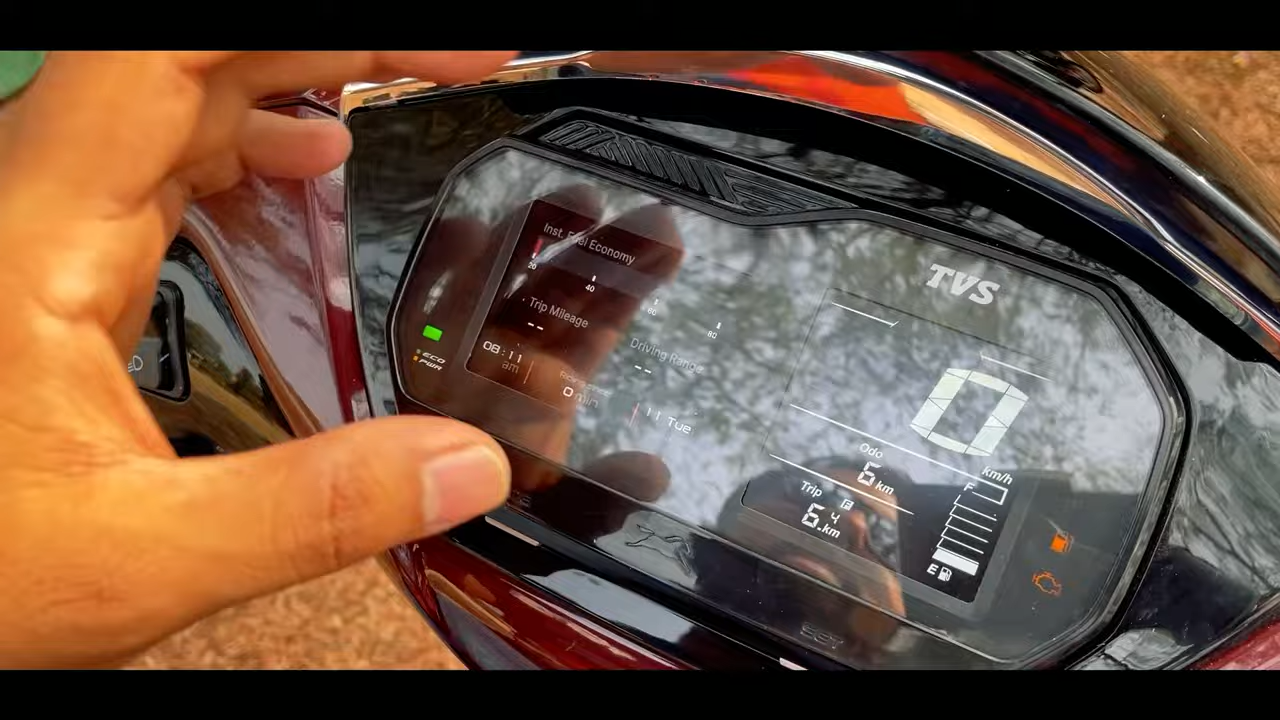 Inst. Fuel Economy
20
40
60
80
Trip Mileage
--
Driving Range
--
08:11
am
0 min
11 Tue
ECO
PWR
TVS
0
km/h
Odo
6 km
Trip F
6.4 km
F
E
SET